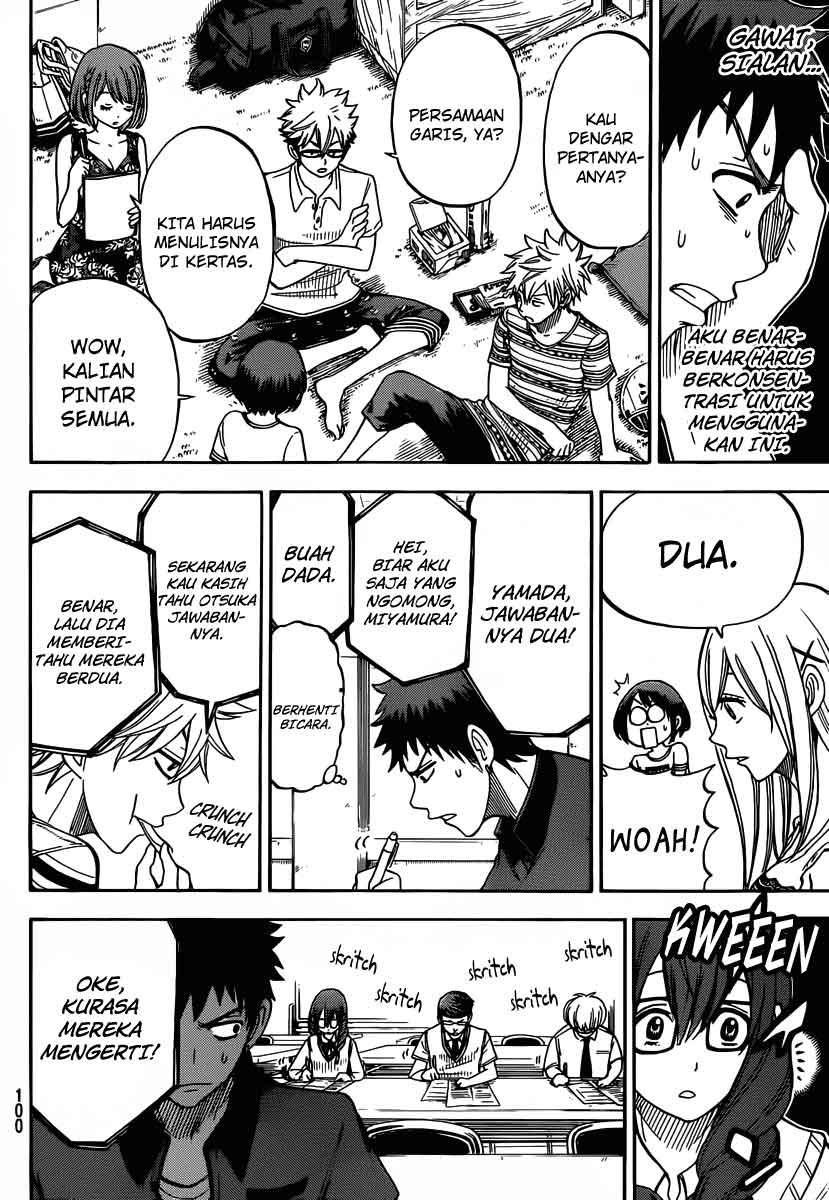 GAWAT,
SIALAN...
AKU BENAR-
BENAR HARUS
BERKONSEN-
TRASI UNTUK
MENGGUNA-
KAN INI.
KAU
DENGAR
PERTANYA-
ANYA?
PERSAMAAN
GARIS, YA?
KITA HARUS
MENULISNYA
DI KERTAS.
WOW,
KALIAN
PINTAR
SEMUA.
DUA.
WOAH!
YAMADA,
JAWABAN-
NYA DUA!
HEI,
BIAR AKU
SAJA YANG
NGOMONG,
MIYAMURA!
BUAH
DADA.
BERHENTI
BICARA.
SEKARANG
KAU KASIH
TAHU OTSUKA
JAWABAN-
NYA.
BENAR,
LALU DIA
MEMBERI-
TAHU MEREKA
BERDUA.
CRUNCH
CRUNCH
KWEEEN
skritch
skritch
skritch
skritch
skritch
OKE,
KURASA
MEREKA
MENGERTI!
100